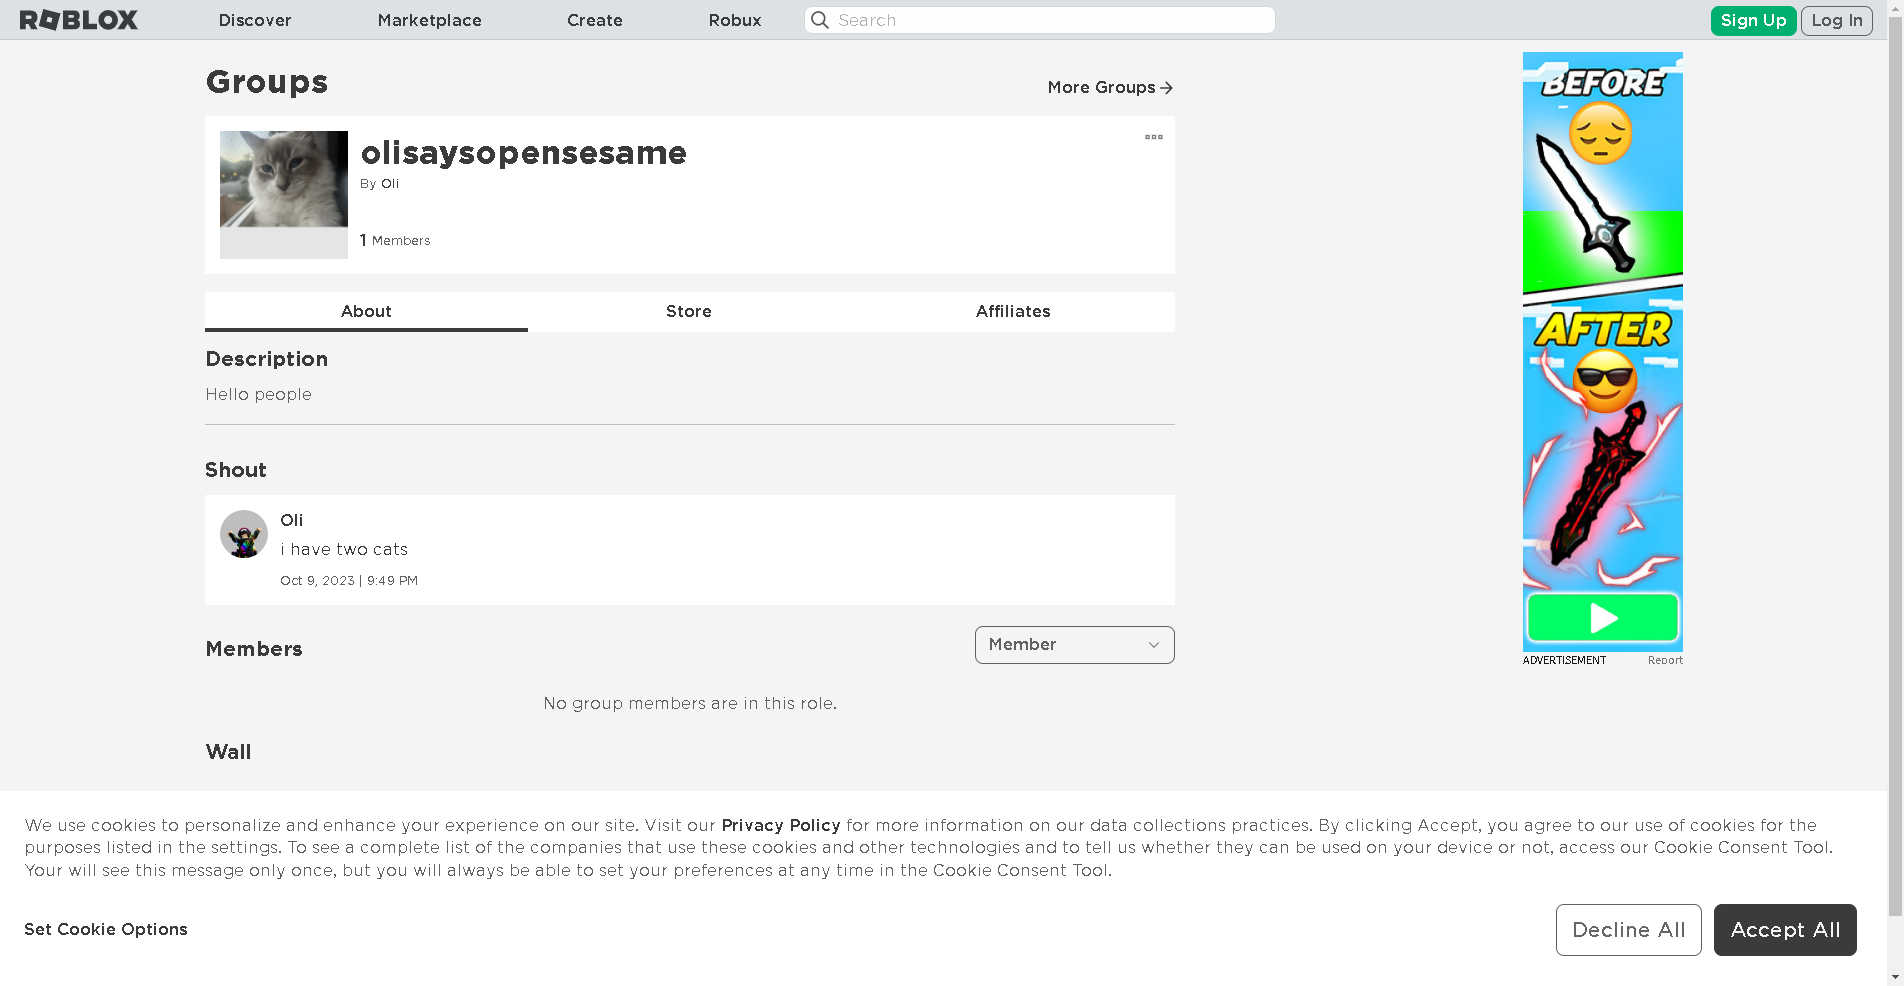 ROBLOX
Discover
Marketplace
Create
Robux
Search
Sign Up
Log In
Groups
More Groups
olisaysopensesame
By Oli
1 Members
About
Store
Affiliates
Description
Hello people
Shout
Oli
i have two cats
Oct 9, 2023 | 9:49 PM
Members
Member
No group members are in this role.
Wall
BEFORE
AFTER
ADVERTISEMENT
Report
We use cookies to personalize and enhance your experience on our site. Visit our Privacy Policy for more information on our data collections practices. By clicking Accept, you agree to our use of cookies for the
purposes listed in the settings. To see a complete list of the companies that use these cookies and other technologies and to tell us whether they can be used on your device or not, access our Cookie Consent Tool.
Your will see this message only once, but you will always be able to set your preferences at any time in the Cookie Consent Tool.
Set Cookie Options
Decline All
Accept All